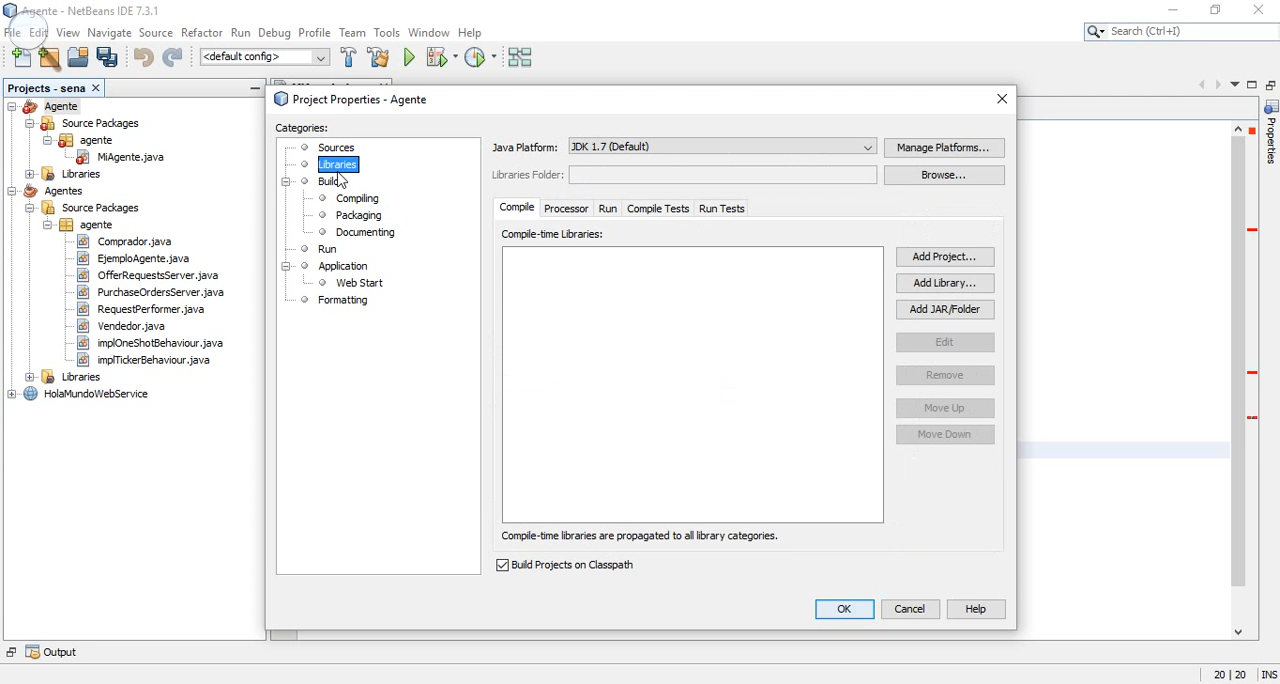 Agente - NetBeans IDE 7.3.1
File Edit View Navigate Source Refactor Run Debug Profile Team Tools Window Help
Search (Ctrl+I)
<default config>
Projects - sena
Agente
Source Packages
agente
MiAgente.java
Libraries
Agentes
Source Packages
agente
Comprador.java
EjemploAgente.java
OfferRequestsServer.java
PurchaseOrdersServer.java
RequestPerformer.java
Vendedor.java
implOneShotBehaviour.java
implTickerBehaviour.java
Libraries
HolaMundoWebService
Project Properties - Agente
Categories:
Sources
Libraries
Build
Compiling
Packaging
Documenting
Run
Application
Web Start
Formatting
Java Platform: JDK 1.7 (Default) Manage Platforms...
Libraries Folder: Browse...
Compile Processor Run Compile Tests Run Tests
Compile-time Libraries:
Add Project...
Add Library...
Add JAR/Folder
Edit
Remove
Move Up
Move Down
Compile-time libraries are propagated to all library categories.
Build Projects on Classpath
OK Cancel Help
Properties
Output
20 | 20 INS